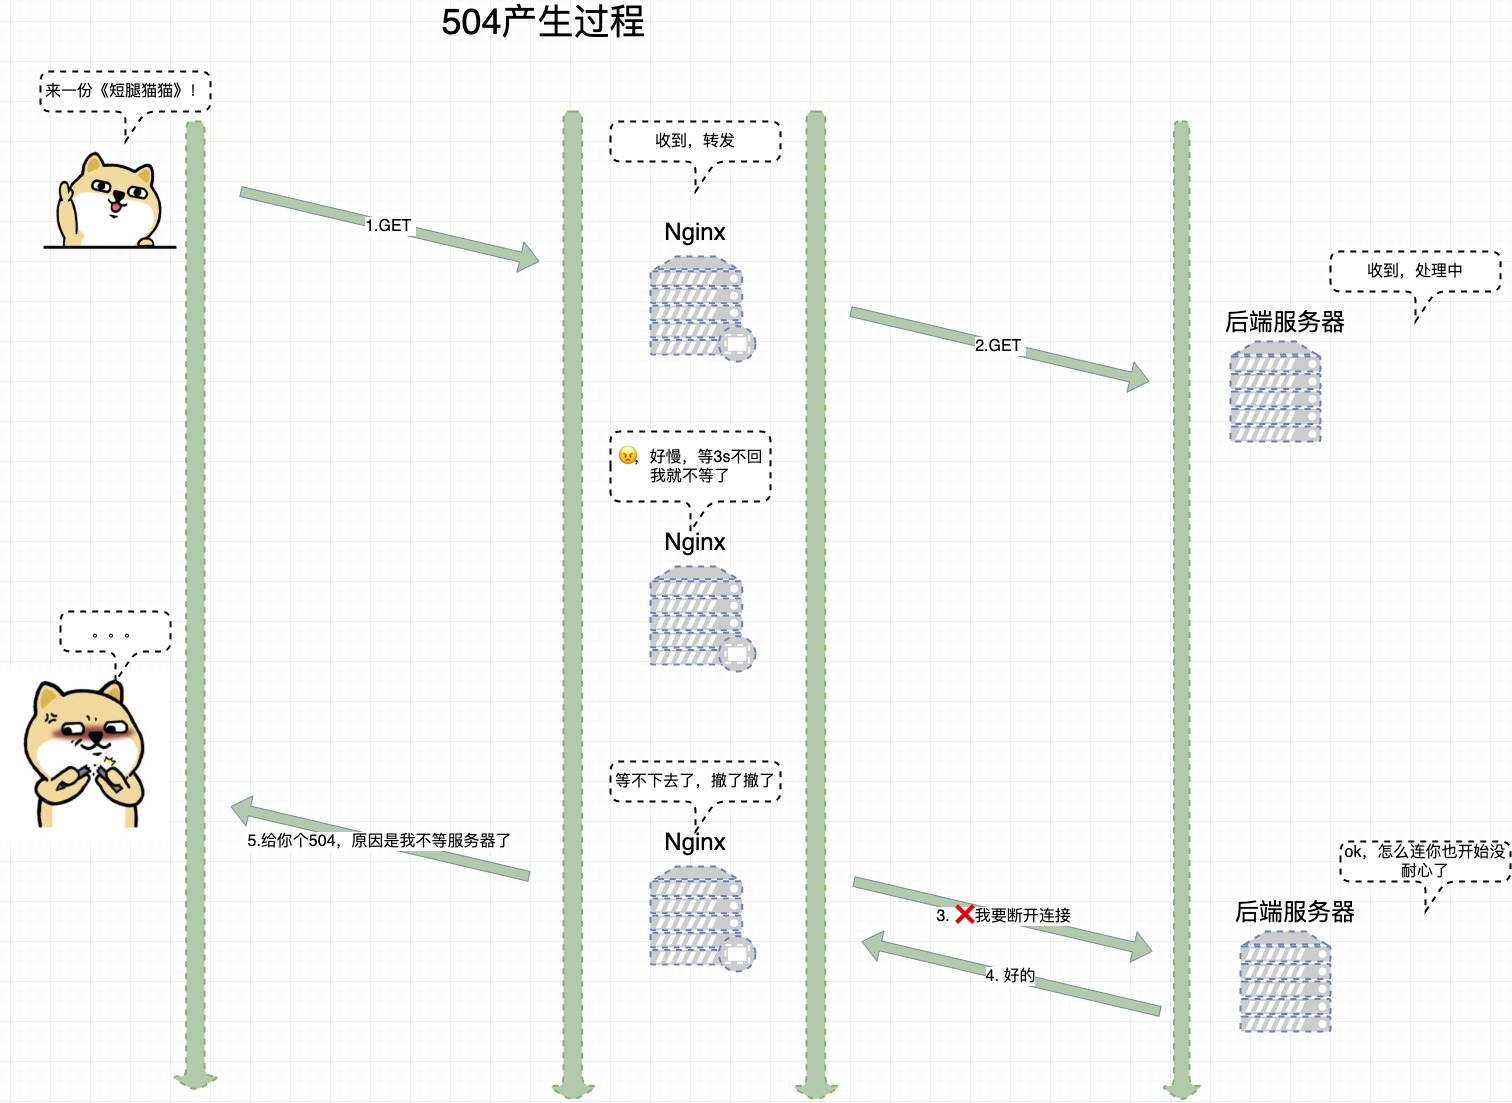 504产生过程
来一份《短腿猫猫》！
收到，转发
1.GET
Nginx
收到，处理中
后端服务器
2.GET
😡，好慢，等3s不回
我就不等了
Nginx
。。。
等不下去了，撤了撤了
Nginx
5.给你个504，原因是我不等服务器了
ok，怎么连你也开始没
耐心了
后端服务器
3. ❌我要断开连接
4. 好的